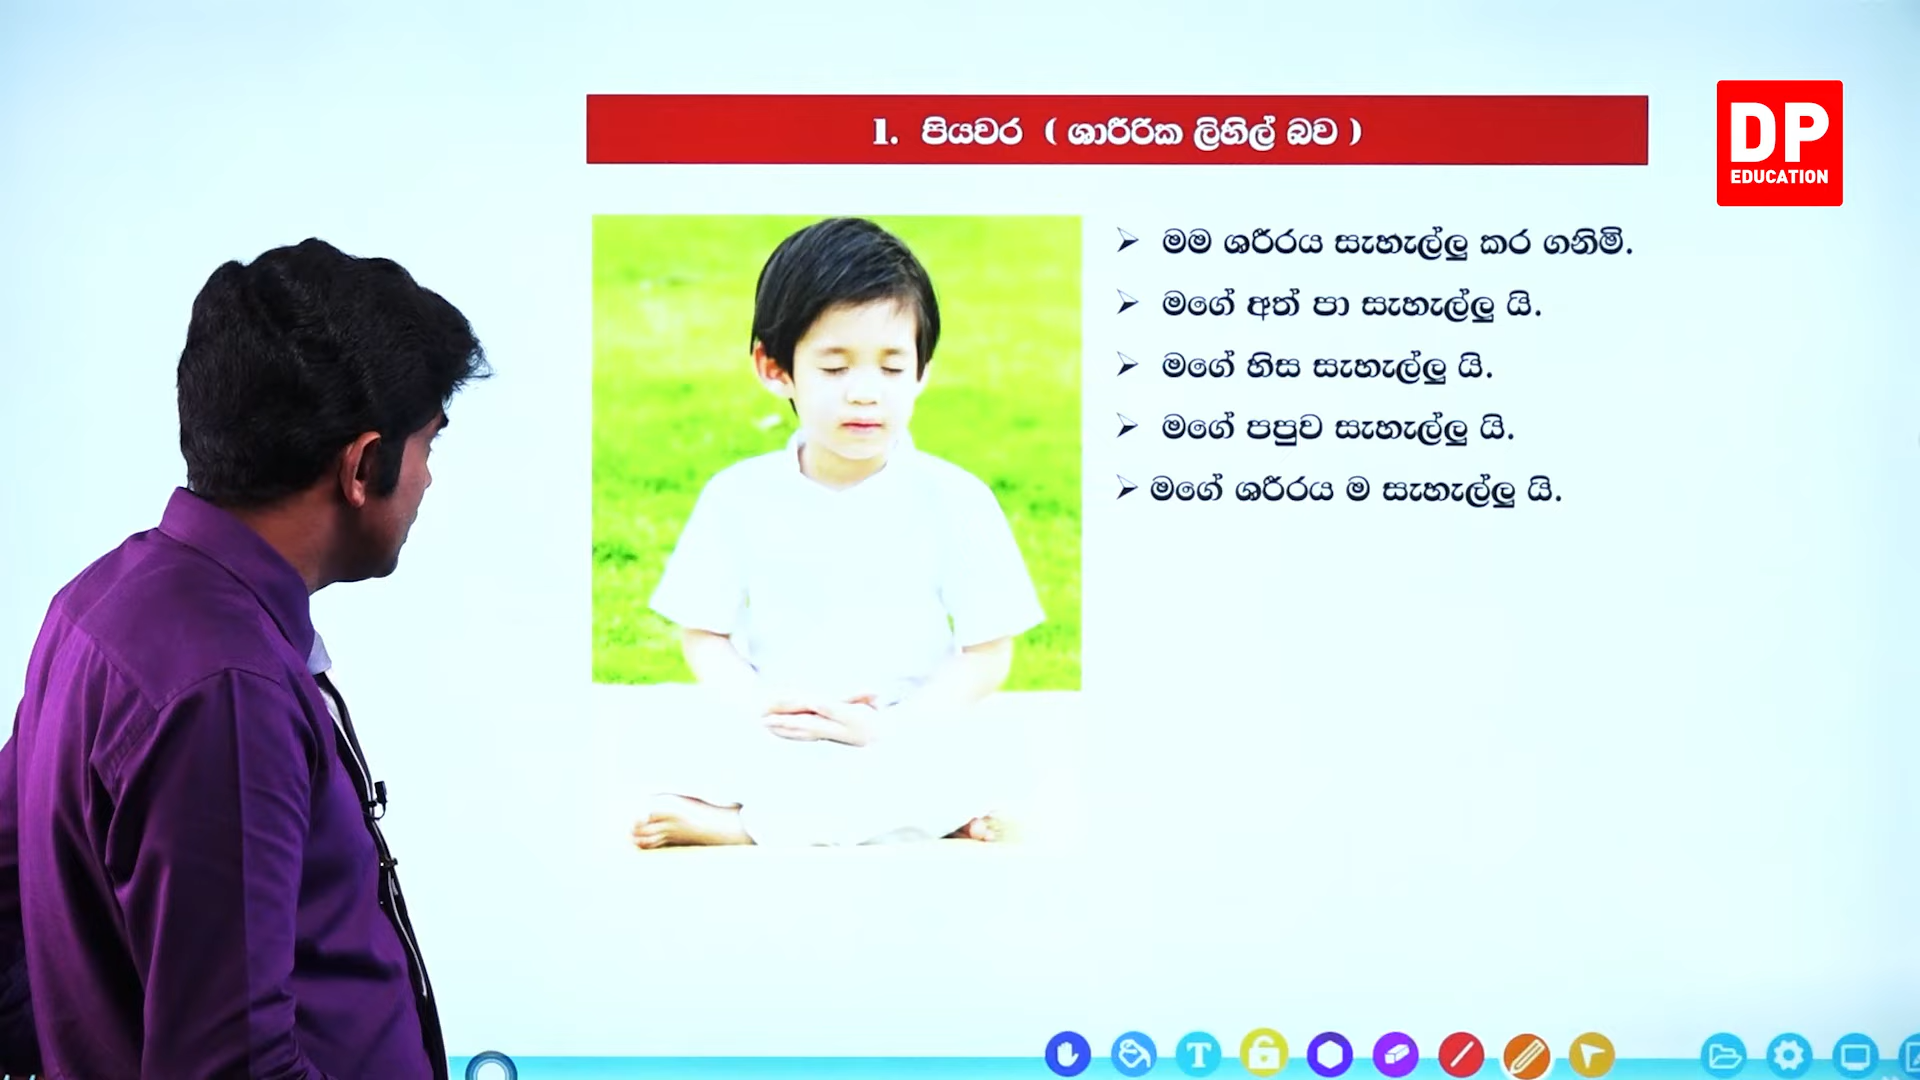 1. පියවර ( ශාරීරික ලිහිල් බව )
DP
EDUCATION
➢ මම ශරීරය සැහැල්ලු කර ගනිමි.
➢ මගේ අත් පා සැහැල්ලු යි.
➢ මගේ හිස සැහැල්ලු යි.
➢ මගේ පපුව සැහැල්ලු යි.
➢ මගේ ශරීරය ම සැහැල්ලු යි.
T